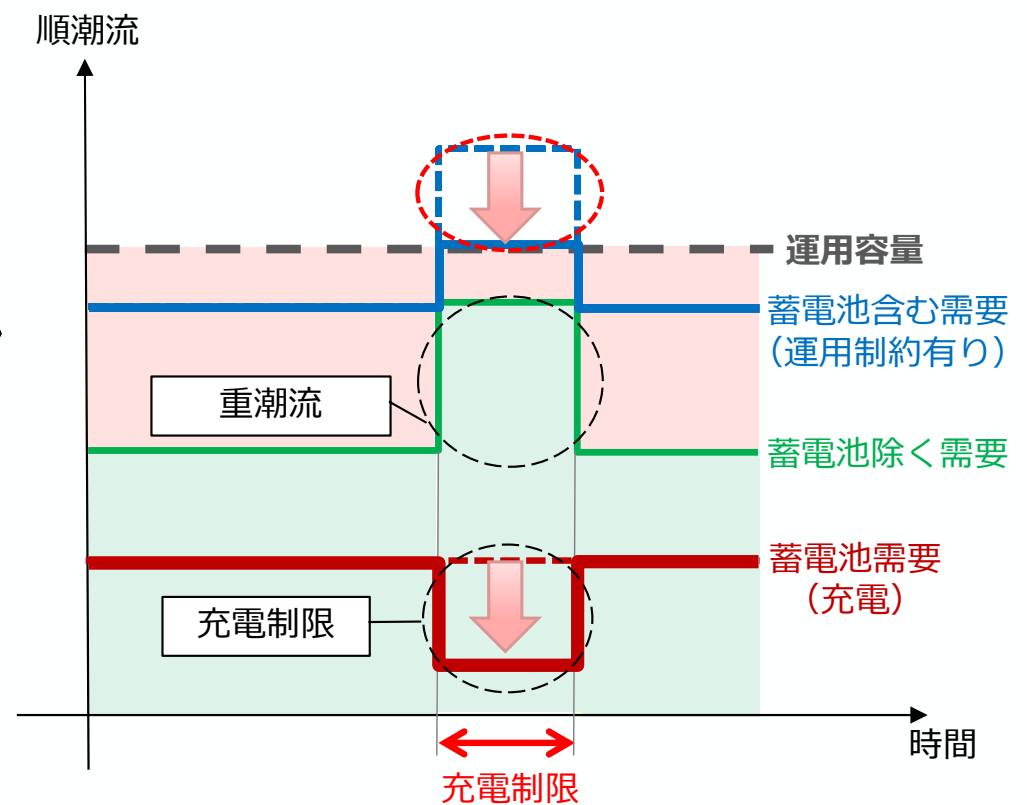 順潮流
運用容量
蓄電池含む需要
（運用制約有り）
重潮流
蓄電池除く需要
蓄電池需要
（充電）
充電制限
時間
充電制限